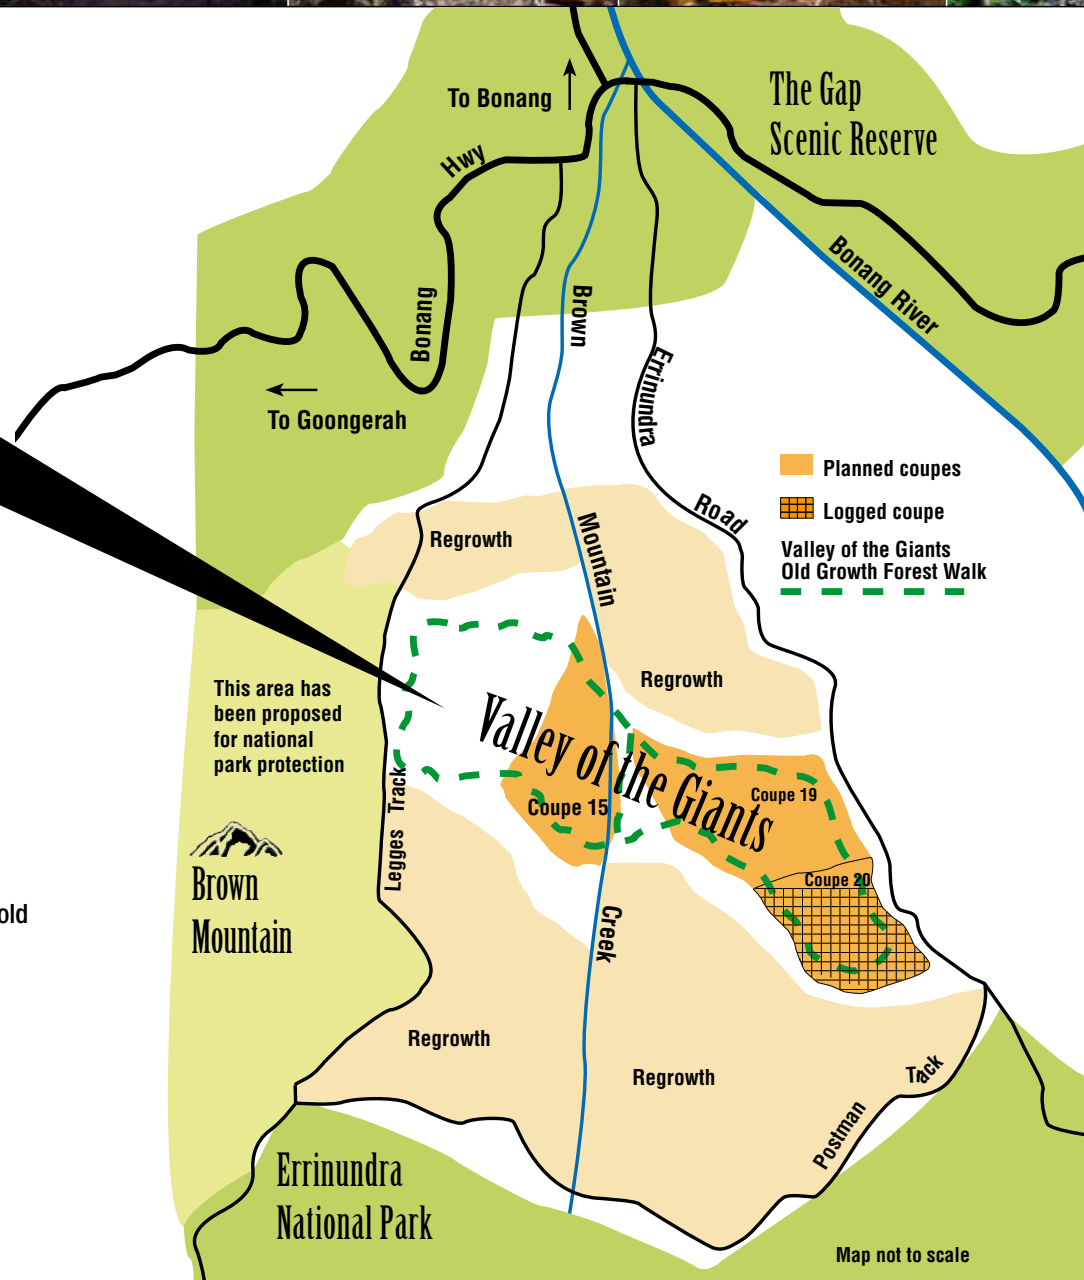 The Gap
Scenic Reserve
To Bonang
Hwy
Bonang
Bonang River
Brown
Errinundra
To Goongerah
Planned coupes
Road
Logged coupe
Regrowth
Mountain
Valley of the Giants
Old Growth Forest Walk
Regrowth
This area has
been proposed
for national
park protection
Valley of the Giants
Legges Track
Coupe 19
Coupe 15
Coupe 20
Brown
Mountain
old
Creek
Regrowth
Regrowth
Track
Postman
Errinundra
National Park
Map not to scale